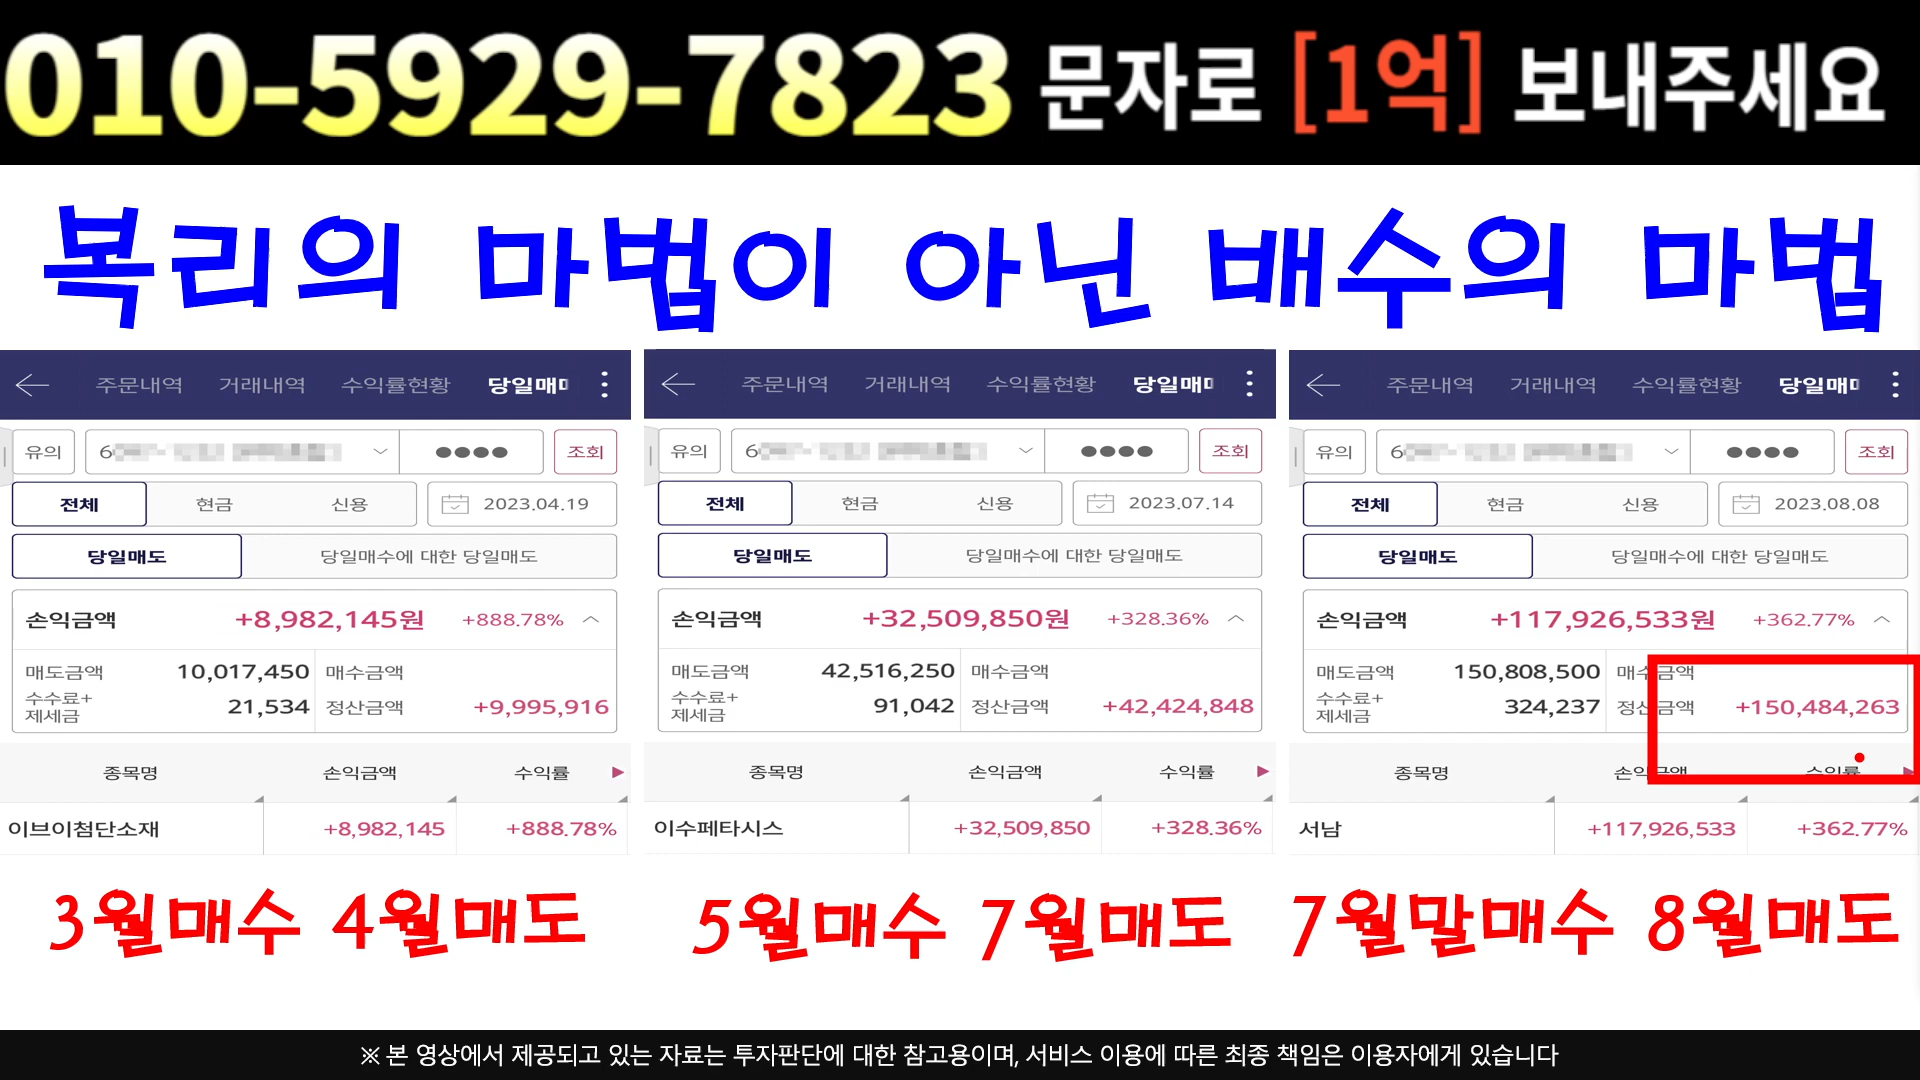 010-5929-7823 문자로 [1억] 보내주세요
복리의 마법이 아닌 배수의 마법
주문내역 거래내역 수익률현황 당일매
유의 6 ●●●● 조회
전체 현금 신용 2023.04.19
당일매도 당일매수에 대한 당일매도
손익금액 +8,982,145원 +888.78%
매도금액 10,017,450 매수금액
수수료+
제세금 21,534 정산금액 +9,995,916
종목명 손익금액 수익률
이브이첨단소재 +8,982,145 +888.78%
3월매수 4월매도
주문내역 거래내역 수익률현황 당일매
유의 6 ●●●● 조회
전체 현금 신용 2023.07.14
당일매도 당일매수에 대한 당일매도
손익금액 +32,509,850원 +328.36%
매도금액 42,516,250 매수금액
수수료+
제세금 91,042 정산금액 +42,424,848
종목명 손익금액 수익률
이수페타시스 +32,509,850 +328.36%
5월매수 7월매도
주문내역 거래내역 수익률현황 당일매
유의 6 ●●●● 조회
전체 현금 신용 2023.08.08
당일매도 당일매수에 대한 당일매도
손익금액 +117,926,533원 +362.77%
매도금액 150,808,500 매수금액
수수료+
제세금 324,237 정산금액 +150,484,263
종목명 손익금액 수익률
서남 +117,926,533 +362.77%
7월말매수 8월매도
※ 본 영상에서 제공되고 있는 자료는 투자판단에 대한 참고용이며, 서비스 이용에 따른 최종 책임은 이용자에게 있습니다